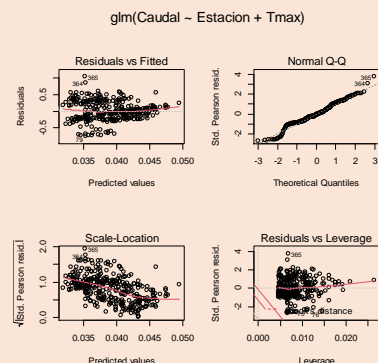 glm(Caudal ~ Estacion + Tmax)
Residuals vs Fitted
Residuals
0.5
-0.5
365
364
79
0.035 0.040 0.045 0.050
Predicted values
Normal Q-Q
Std. Pearson resid.
4
2
0
-2
365
364
-3 -2 -1 0 1 2 3
Theoretical Quantiles
Scale-Location
√|Std. Pearson resid.|
2.0
1.0
0.0
365
364
0.035 0.040 0.045 0.050
Predicted values
Residuals vs Leverage
Std. Pearson resid.
4
2
0
-2
365
distance
0.000 0.010 0.020
Leverage